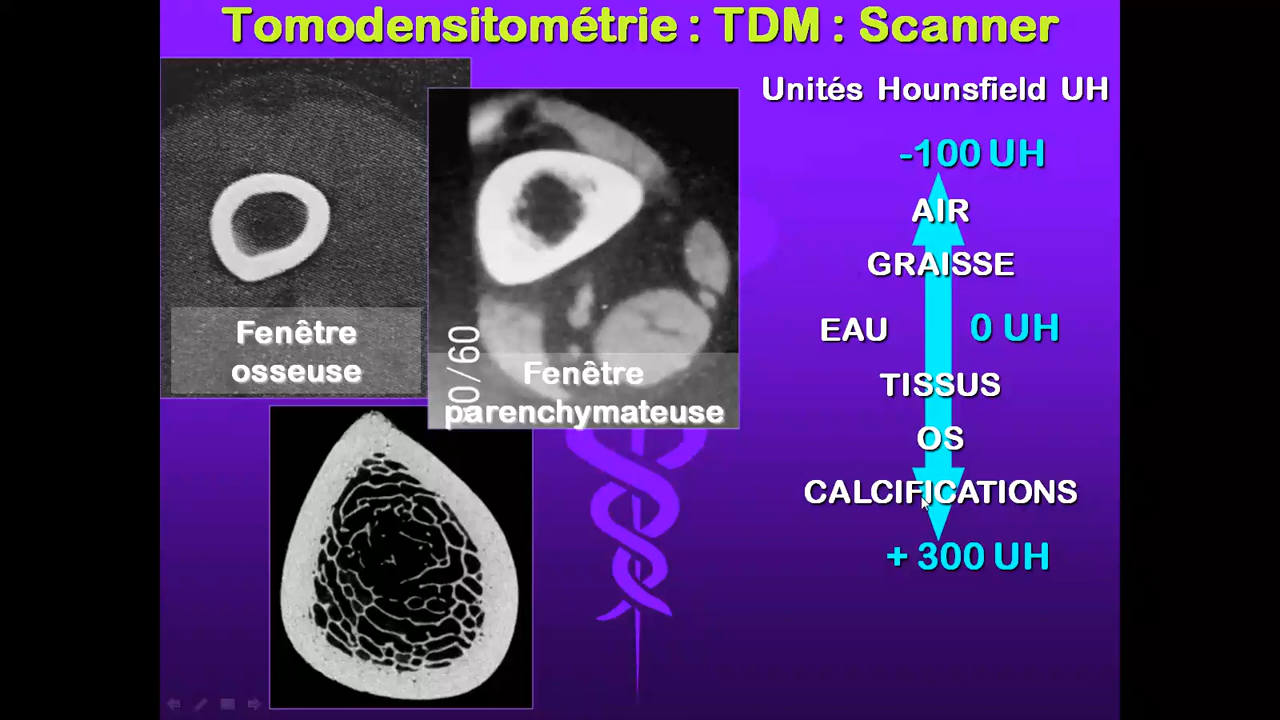 Tomodensitométrie : TDM : Scanner
Unités Hounsfield UH
-100 UH
AIR
GRAISSE
EAU
0 UH
TISSUS
OS
CALCIFICATIONS
+ 300 UH
Fenêtre
osseuse
Fenêtre
parenchymateuse